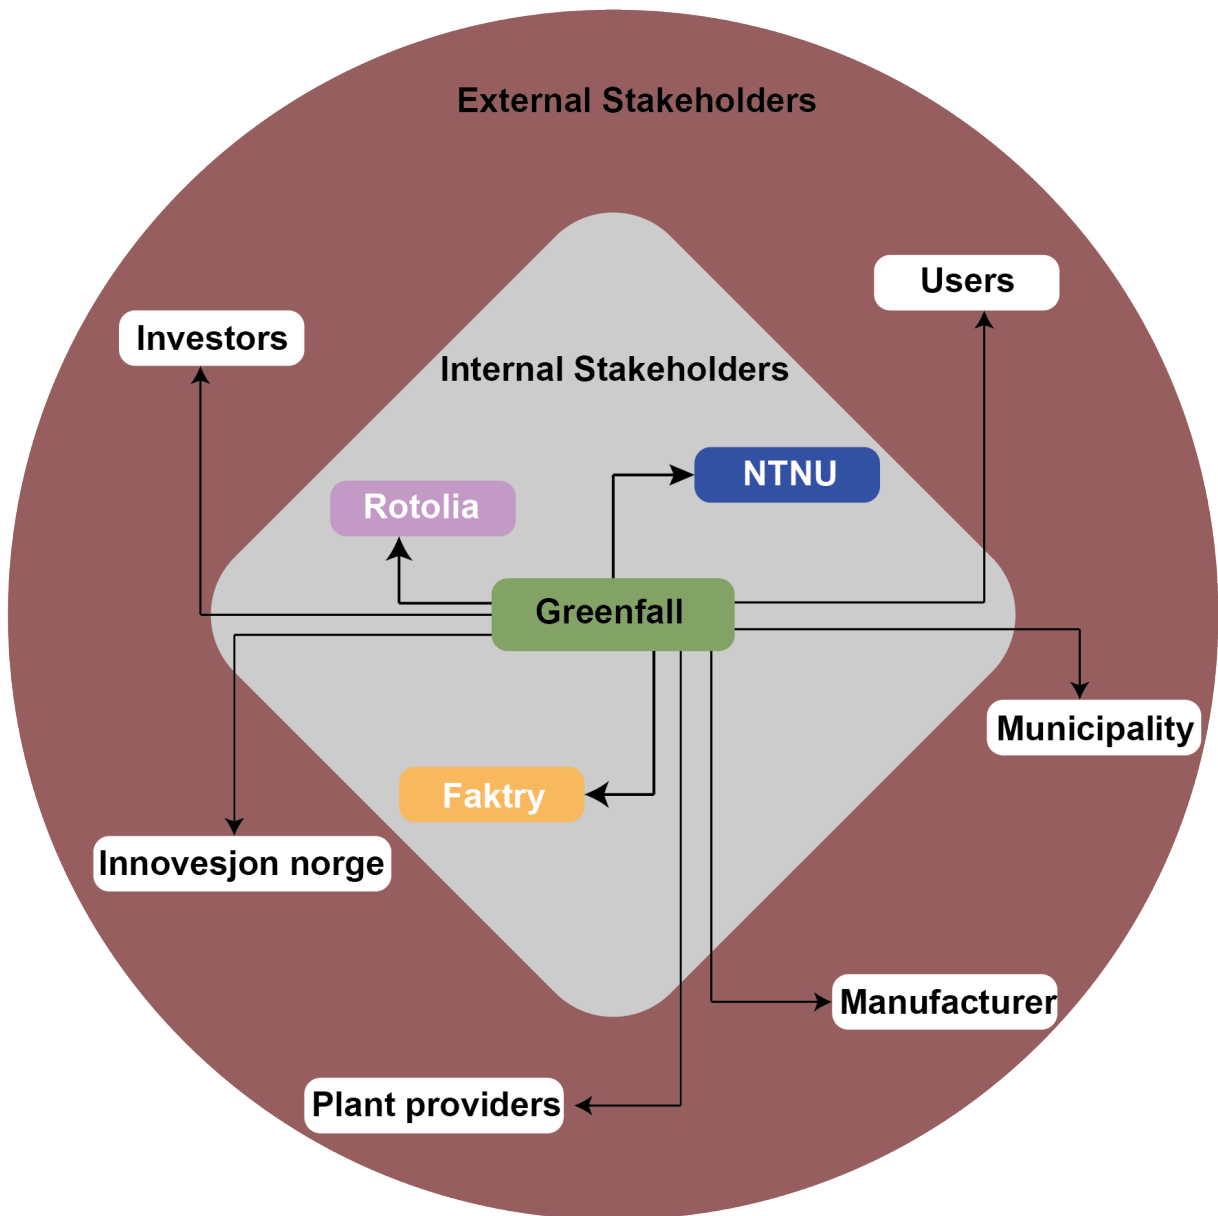 External Stakeholders
Users
Investors
Internal Stakeholders
NTNU
Rotolia
Greenfall
Municipality
Faktry
Innovesjon norge
Manufacturer
Plant providers